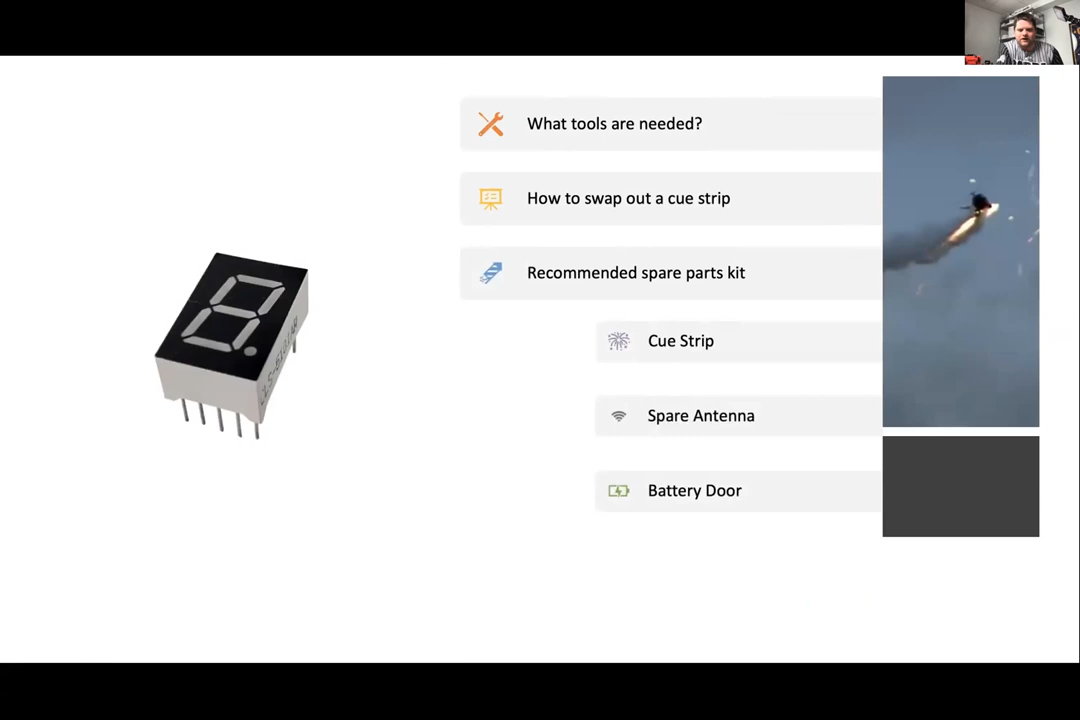 What tools are needed?
How to swap out a cue strip
Recommended spare parts kit
Cue Strip
Spare Antenna
Battery Door